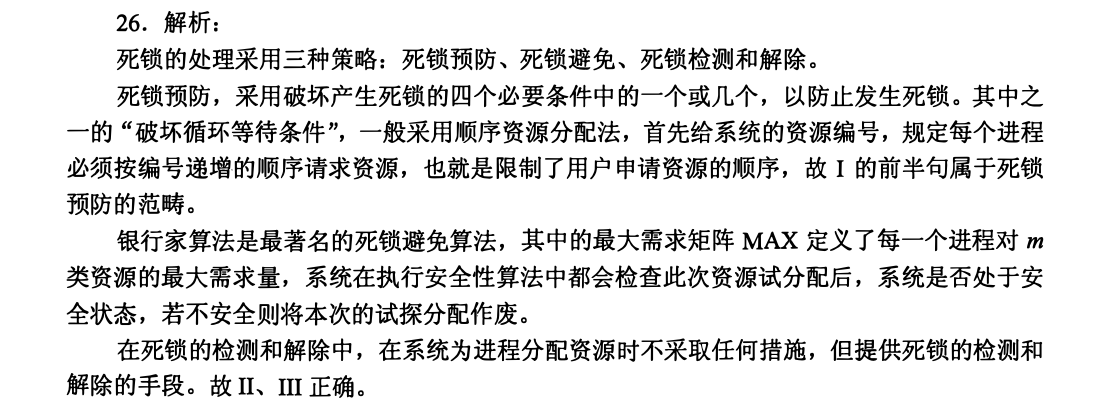 26．解析：
死锁的处理采用三种策略：死锁预防、死锁避免、死锁检测和解除。
死锁预防，采用破坏产生死锁的四个必要条件中的一个或几个，以防止发生死锁。其中之
一的“破坏循环等待条件”，一般采用顺序资源分配法，首先给系统的资源编号，规定每个进程
必须按编号递增的顺序请求资源，也就是限制了用户申请资源的顺序，故 I 的前半句属于死锁
预防的范畴。
银行家算法是最著名的死锁避免算法，其中的最大需求矩阵 MAX 定义了每一个进程对 m
类资源的最大需求量，系统在执行安全性算法中都会检查此次资源试分配后，系统是否处于安
全状态，若不安全则将本次的试探分配作废。
在死锁的检测和解除中，在系统为进程分配资源时不采取任何措施，但提供死锁的检测和
解除的手段。故 II、III 正确。